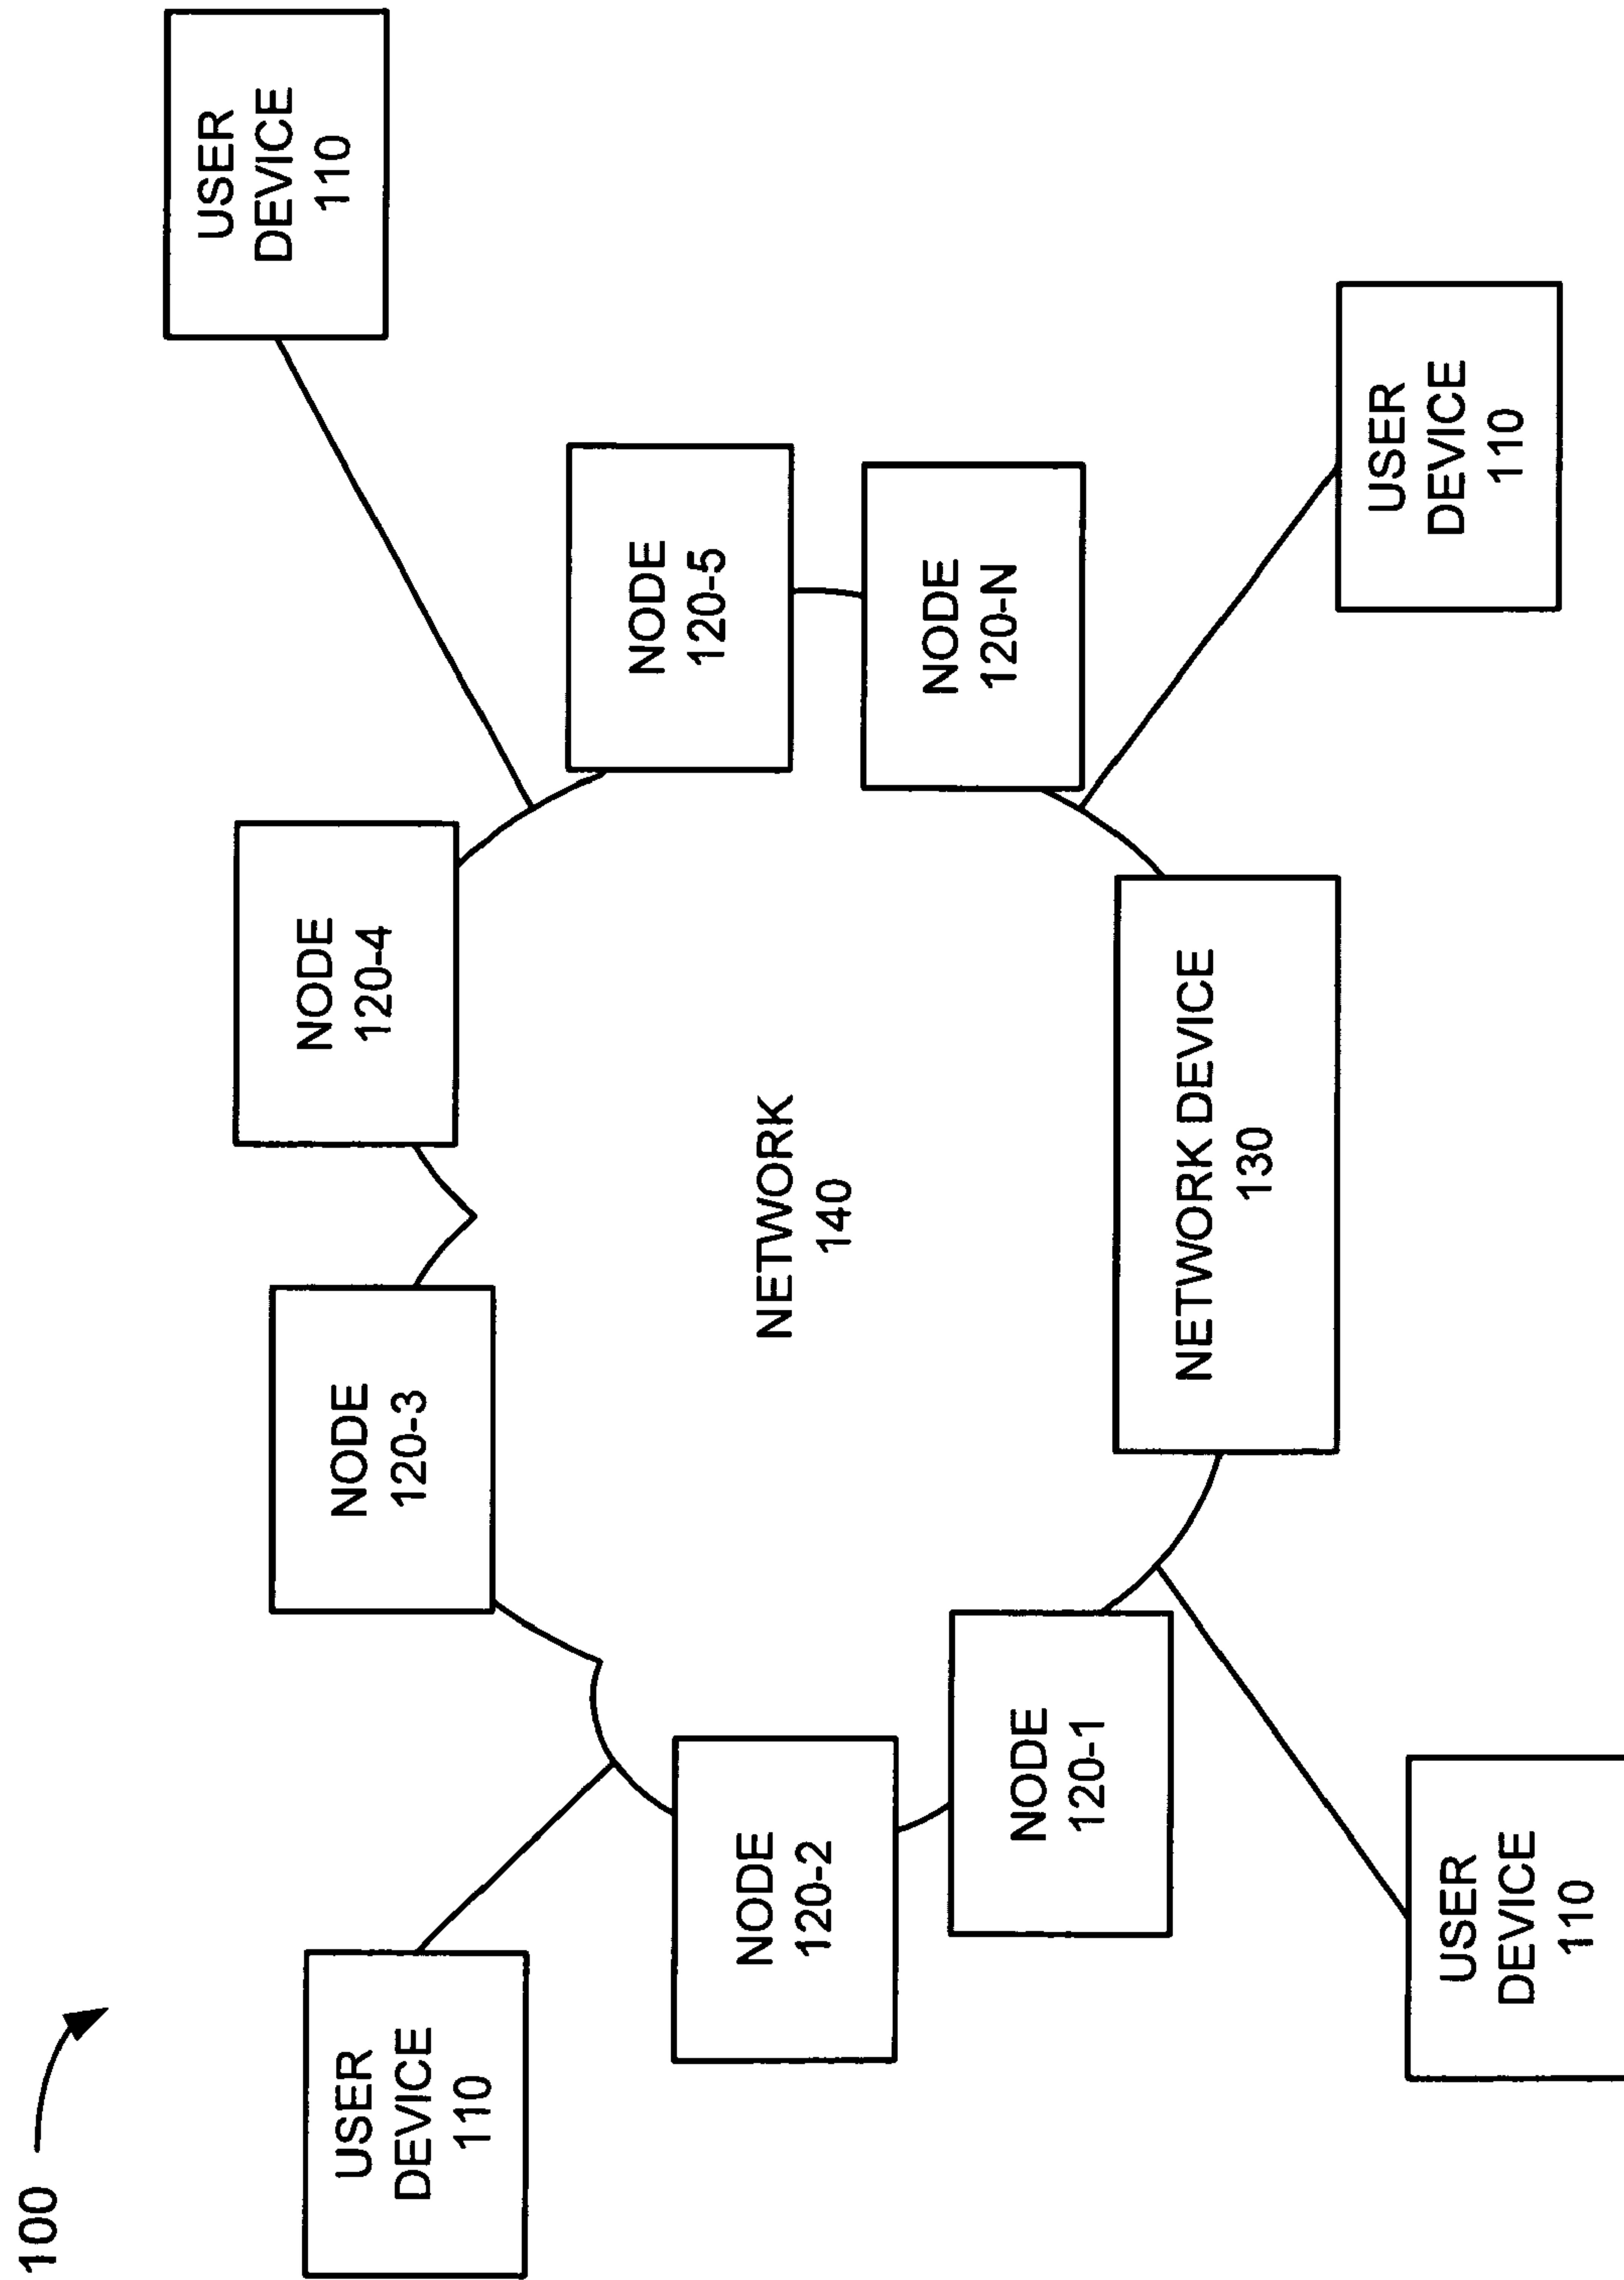 100
USER
DEVICE
110
NODE
120-3
NODE
120-4
USER
DEVICE
110
NODE
120-2
NODE
120-5
NETWORK
140
NODE
120-1
NODE
120-N
NETWORK DEVICE
130
USER
DEVICE
110
USER
DEVICE
110